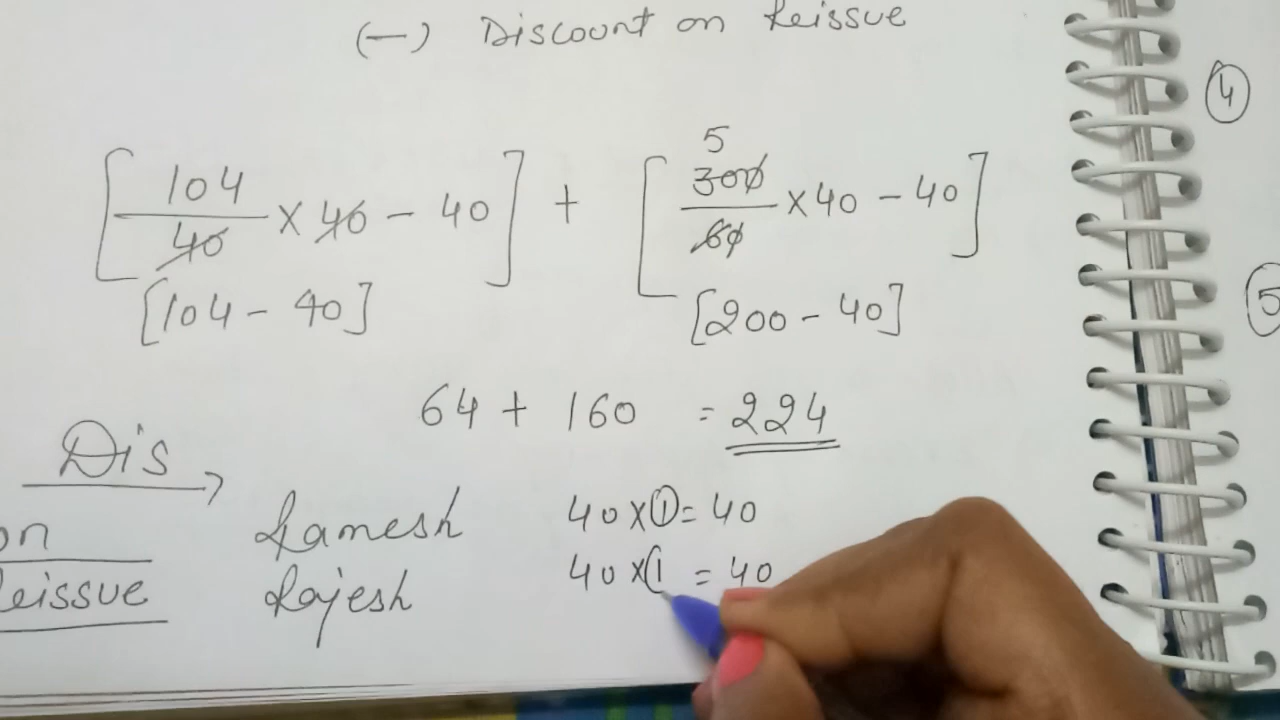 (−) Discount on Reissue
④
[104/40 × 40 − 40] + [5 300/60 × 40 − 40]
[104 − 40] [200 − 40]
⑤
64 + 160 = 224
Dis →
on Ramesh 40 × ① = 40
Reissue Rajesh 40 × (1 = 40